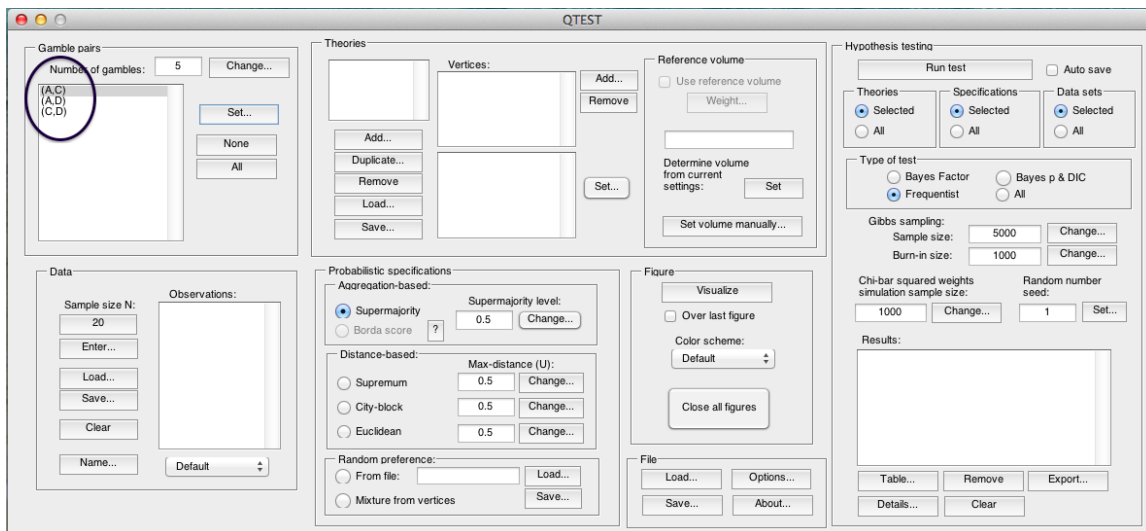 QTEST
Gamble pairs
Number of gambles: 5 Change...
(A,C)
(A,D)
(C,D)
Set...
None
All
Theories
Vertices:
Add...
Remove
Add...
Duplicate...
Remove
Load...
Save...
Set...
Reference volume
Use reference volume
Weight...
Determine volume
from current
settings: Set
Set volume manually...
Hypothesis testing
Run test Auto save
Theories
Selected
All
Specifications
Selected
All
Data sets
Selected
All
Type of test
Bayes Factor Bayes p & DIC
Frequentist All
Gibbs sampling:
Sample size: 5000 Change...
Burn-in size: 1000 Change...
Chi-bar squared weights
simulation sample size:
1000 Change...
Random number
seed:
1 Set...
Results:
Table... Remove Export...
Details... Clear
Data
Sample size N:
20
Enter...
Load...
Save...
Clear
Name...
Observations:
Default
Probabilistic specifications
Aggregation-based:
Supermajority
Borda score ?
Supermajority level:
0.5 Change...
Distance-based:
Max-distance (U):
Supremum 0.5 Change...
City-block 0.5 Change...
Euclidean 0.5 Change...
Random preference:
From file: Load...
Mixture from vertices Save...
Figure
Visualize
Over last figure
Color scheme:
Default
Close all figures
File
Load... Options...
Save... About...